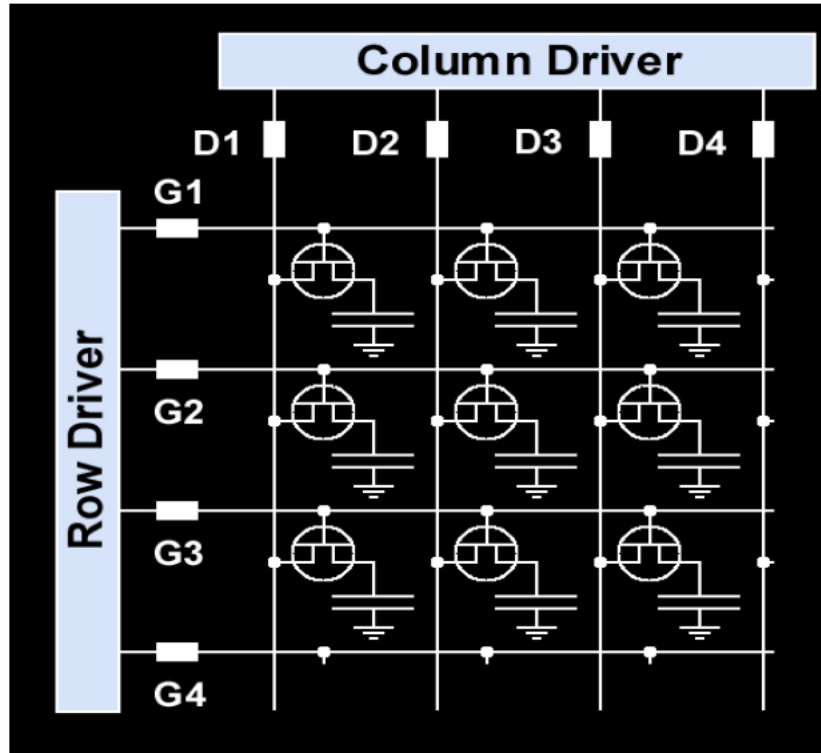 Column Driver
D1 D2 D3 D4
G1
Row Driver
G2
G3
G4